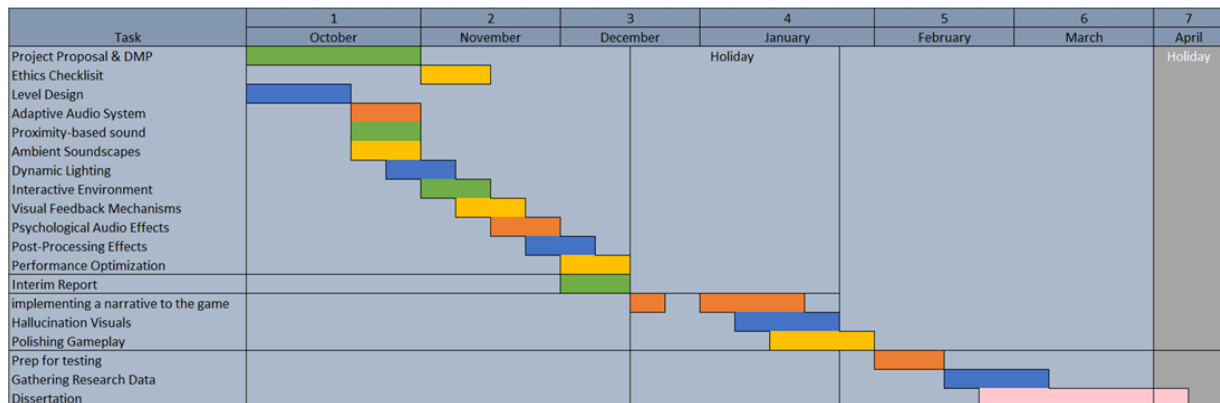 1 2 3 4 5 6 7
Task October November December January February March April
Project Proposal & DMP Holiday Holiday
Ethics Checklisit
Level Design
Adaptive Audio System
Proximity-based sound
Ambient Soundscapes
Dynamic Lighting
Interactive Environment
Visual Feedback Mechanisms
Psychological Audio Effects
Post-Processing Effects
Performance Optimization
Interim Report
implementing a narrative to the game
Hallucination Visuals
Polishing Gameplay
Prep for testing
Gathering Research Data
Dissertation